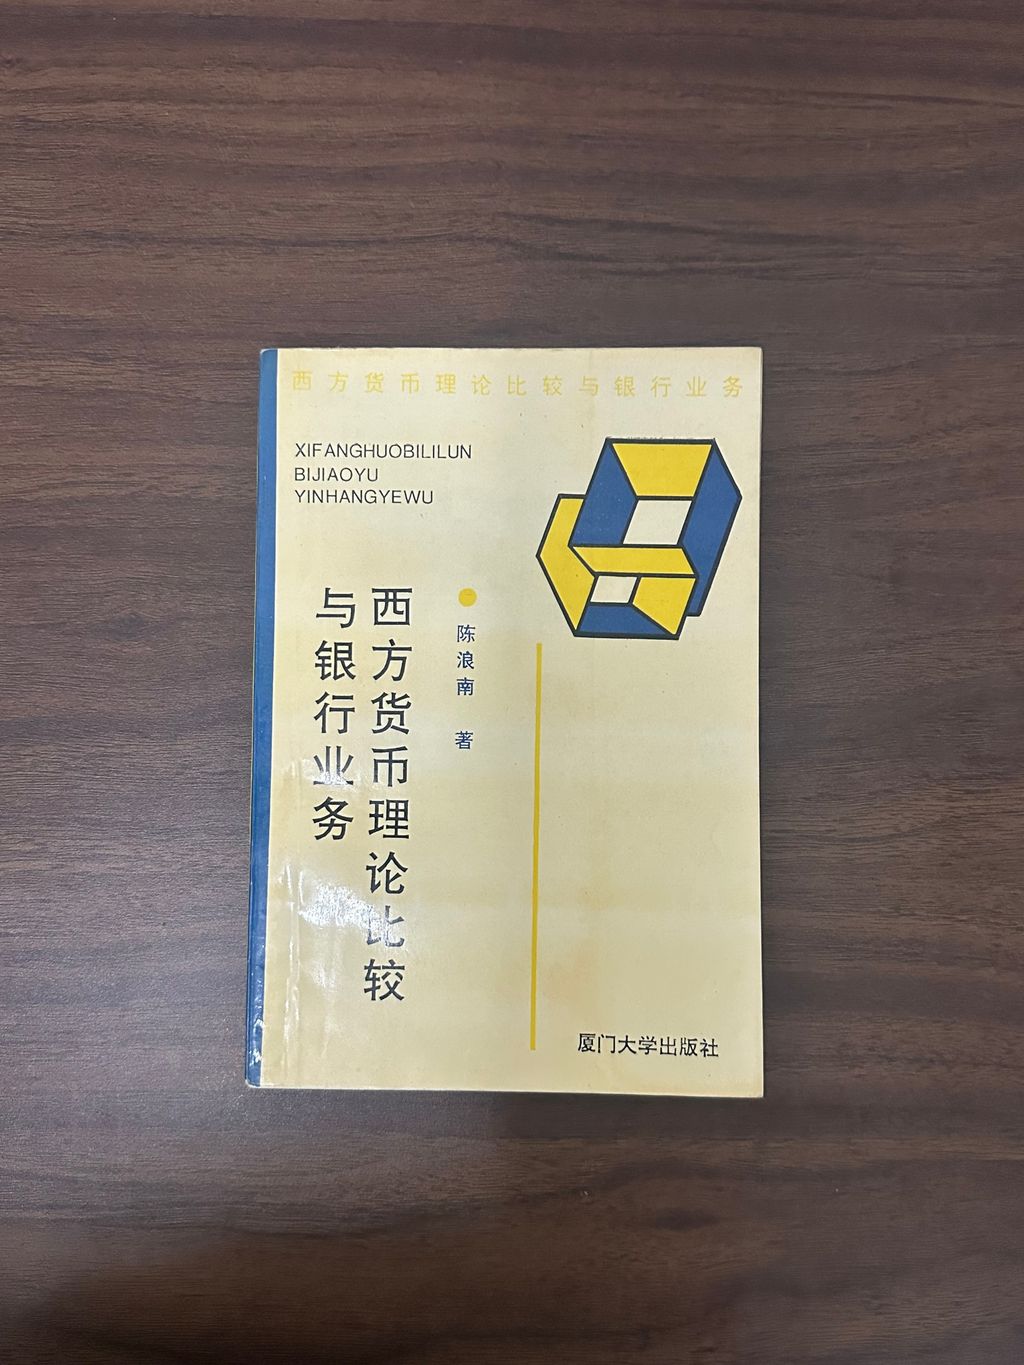 西方货币理论比较与银行业务
XIFANGHUOBILILUN
BIJIAOYU
YINHANGYEWU
西方货币理论比较
与银行业务
陈浪南 著
厦门大学出版社